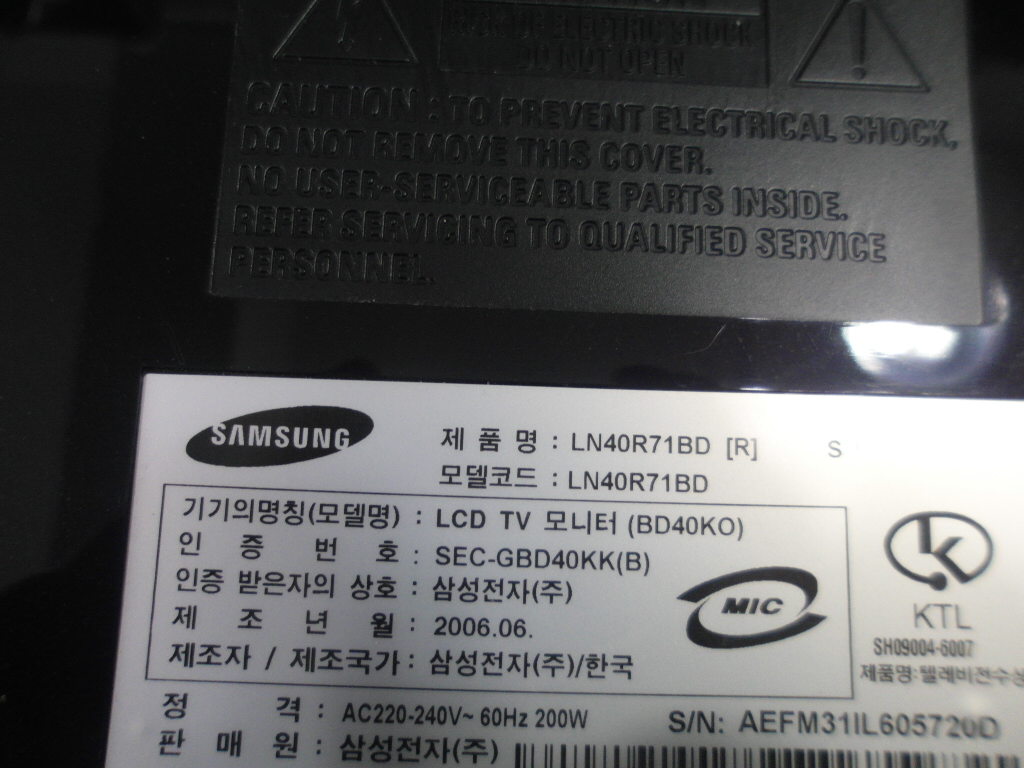 RISK OF ELECTRIC SHOCK
DO NOT OPEN
CAUTION : TO PREVENT ELECTRICAL SHOCK,
DO NOT REMOVE THIS COVER.
NO USER-SERVICEABLE PARTS INSIDE.
REFER SERVICING TO QUALIFIED SERVICE
PERSONNEL.
SAMSUNG
제 품 명 : LN40R71BD [R] S
모델코드 : LN40R71BD
기기의명칭(모델명) : LCD TV 모니터 (BD40KO)
인 증 번 호 : SEC-GBD40KK(B)
인증 받은자의 상호 : 삼성전자(주)
제 조 년 월 : 2006.06.
제조자 / 제조국가 : 삼성전자(주)/한국
MIC
KTL
SH09004-6007
제품명:텔레비전수상
정 격 : AC220-240V~ 60Hz 200W
S/N: AEFM31IL605720D
판 매 원 : 삼성전자(주)